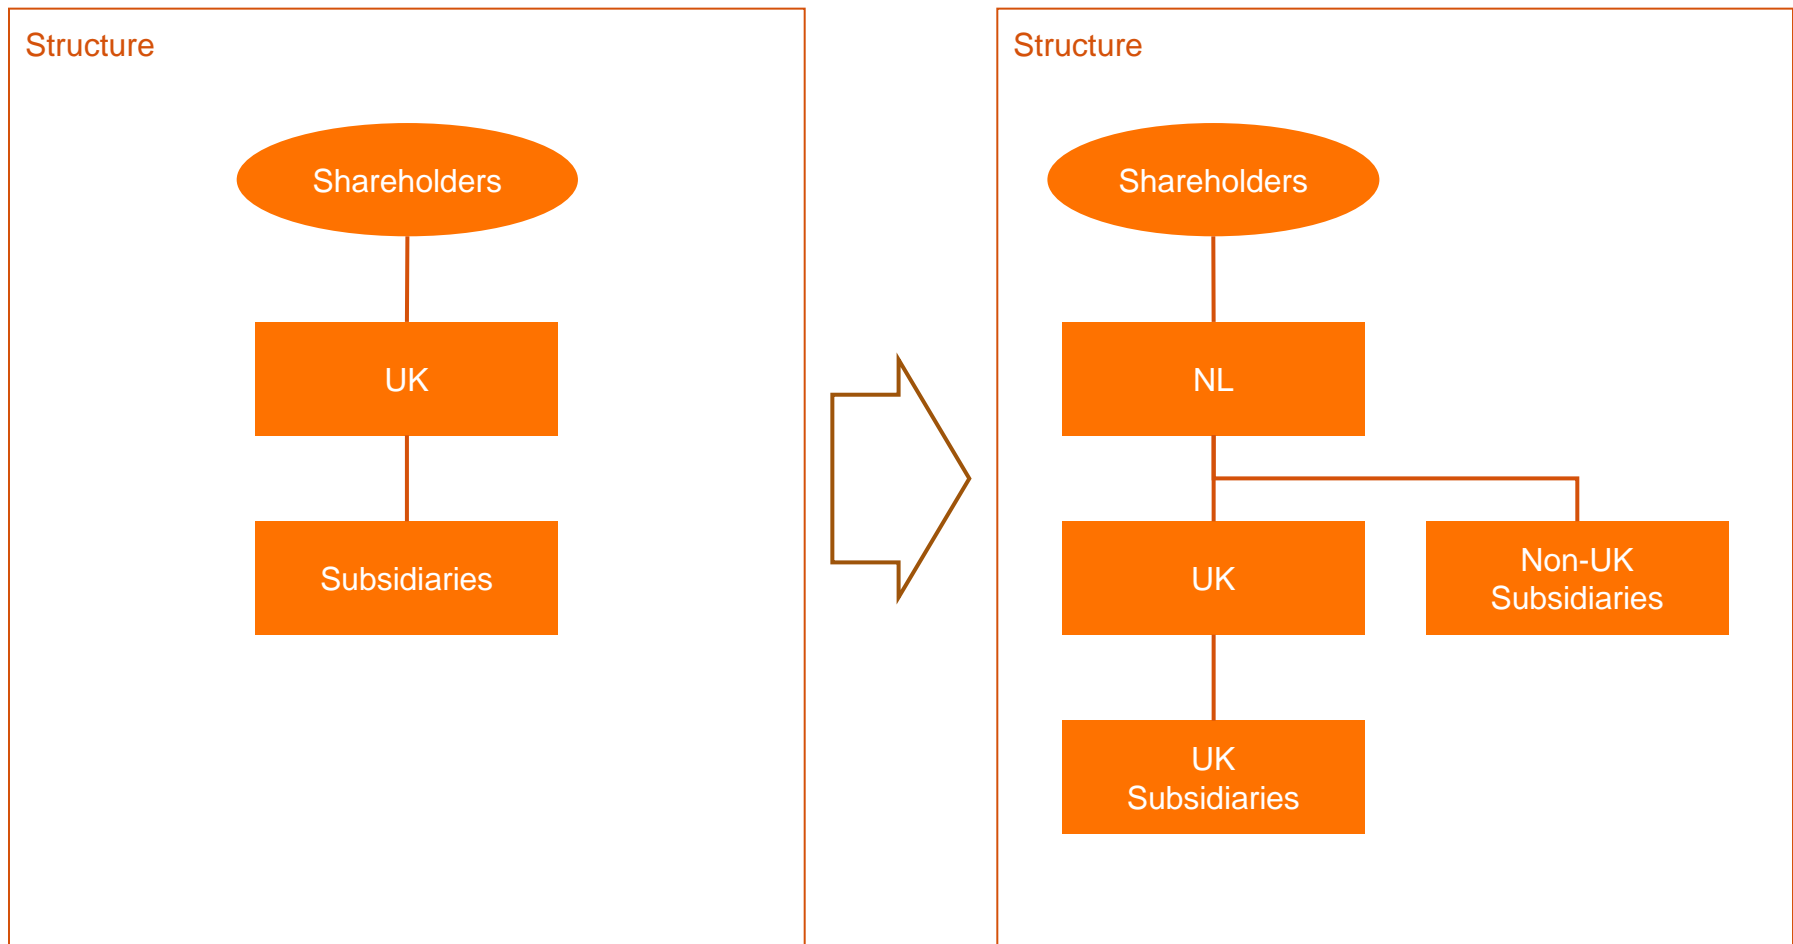 Structure
Shareholders
UK
Subsidiaries
Structure
Shareholders
NL
UK
Non-UK
Subsidiaries
UK
Subsidiaries